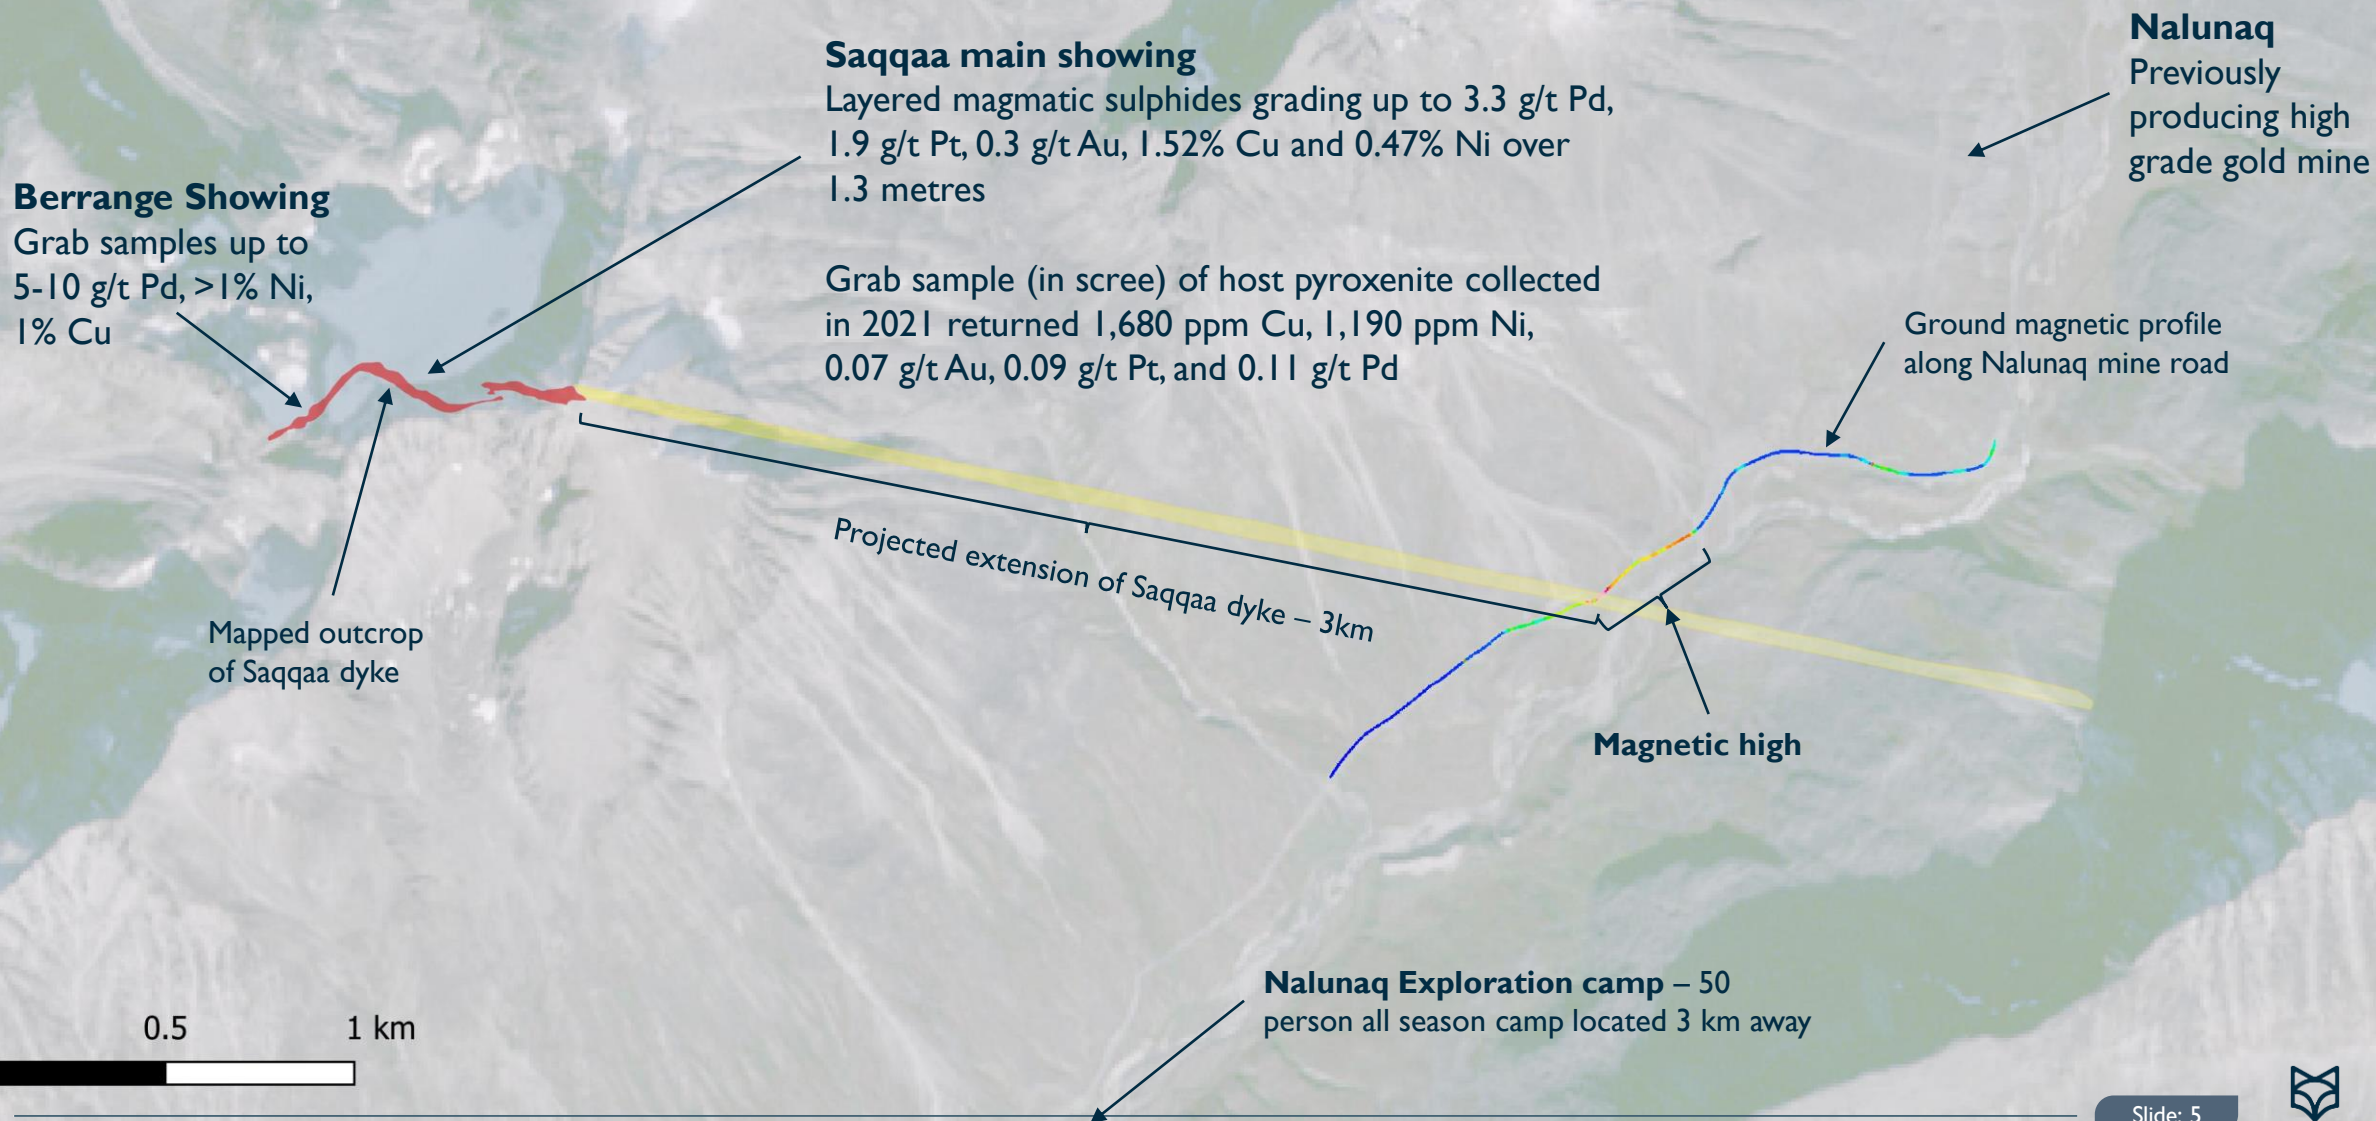 Nalunaq
Previously
producing high
grade gold mine
Saqqaa main showing
Layered magmatic sulphides grading up to 3.3 g/t Pd,
1.9 g/t Pt, 0.3 g/t Au, 1.52% Cu and 0.47% Ni over
1.3 metres
Berrange Showing
Grab samples up to
5-10 g/t Pd, >1% Ni,
1% Cu
Grab sample (in scree) of host pyroxenite collected
in 2021 returned 1,680 ppm Cu, 1,190 ppm Ni,
0.07 g/t Au, 0.09 g/t Pt, and 0.11 g/t Pd
Ground magnetic profile
along Nalunaq mine road
Projected extension of Saqqaa dyke – 3km
Mapped outcrop
of Saqqaa dyke
Magnetic high
Nalunaq Exploration camp – 50
person all season camp located 3 km away
0.5 1 km
Slide: 5